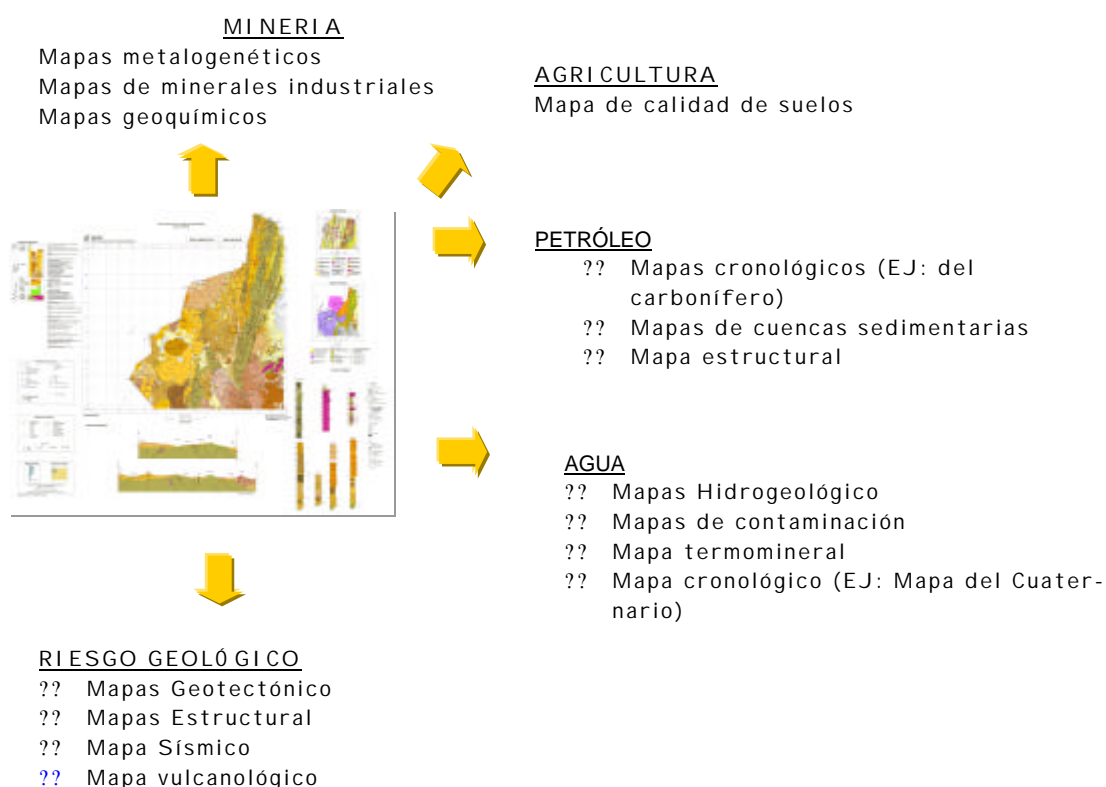 MINERIA
Mapas metalogenéticos
Mapas de minerales industriales
Mapas geoquímicos
AGRICULTURA
Mapa de calidad de suelos
PETRÓLEO
?? Mapas cronológicos (EJ: del
carbonífero)
?? Mapas de cuencas sedimentarias
?? Mapa estructural
AGUA
?? Mapas Hidrogeológico
?? Mapas de contaminación
?? Mapa termomineral
?? Mapa cronológico (EJ: Mapa del Cuater-
nario)
RIESGO GEOLÓGICO
?? Mapas Geotectónico
?? Mapas Estructural
?? Mapa Sísmico
?? Mapa vulcanológico